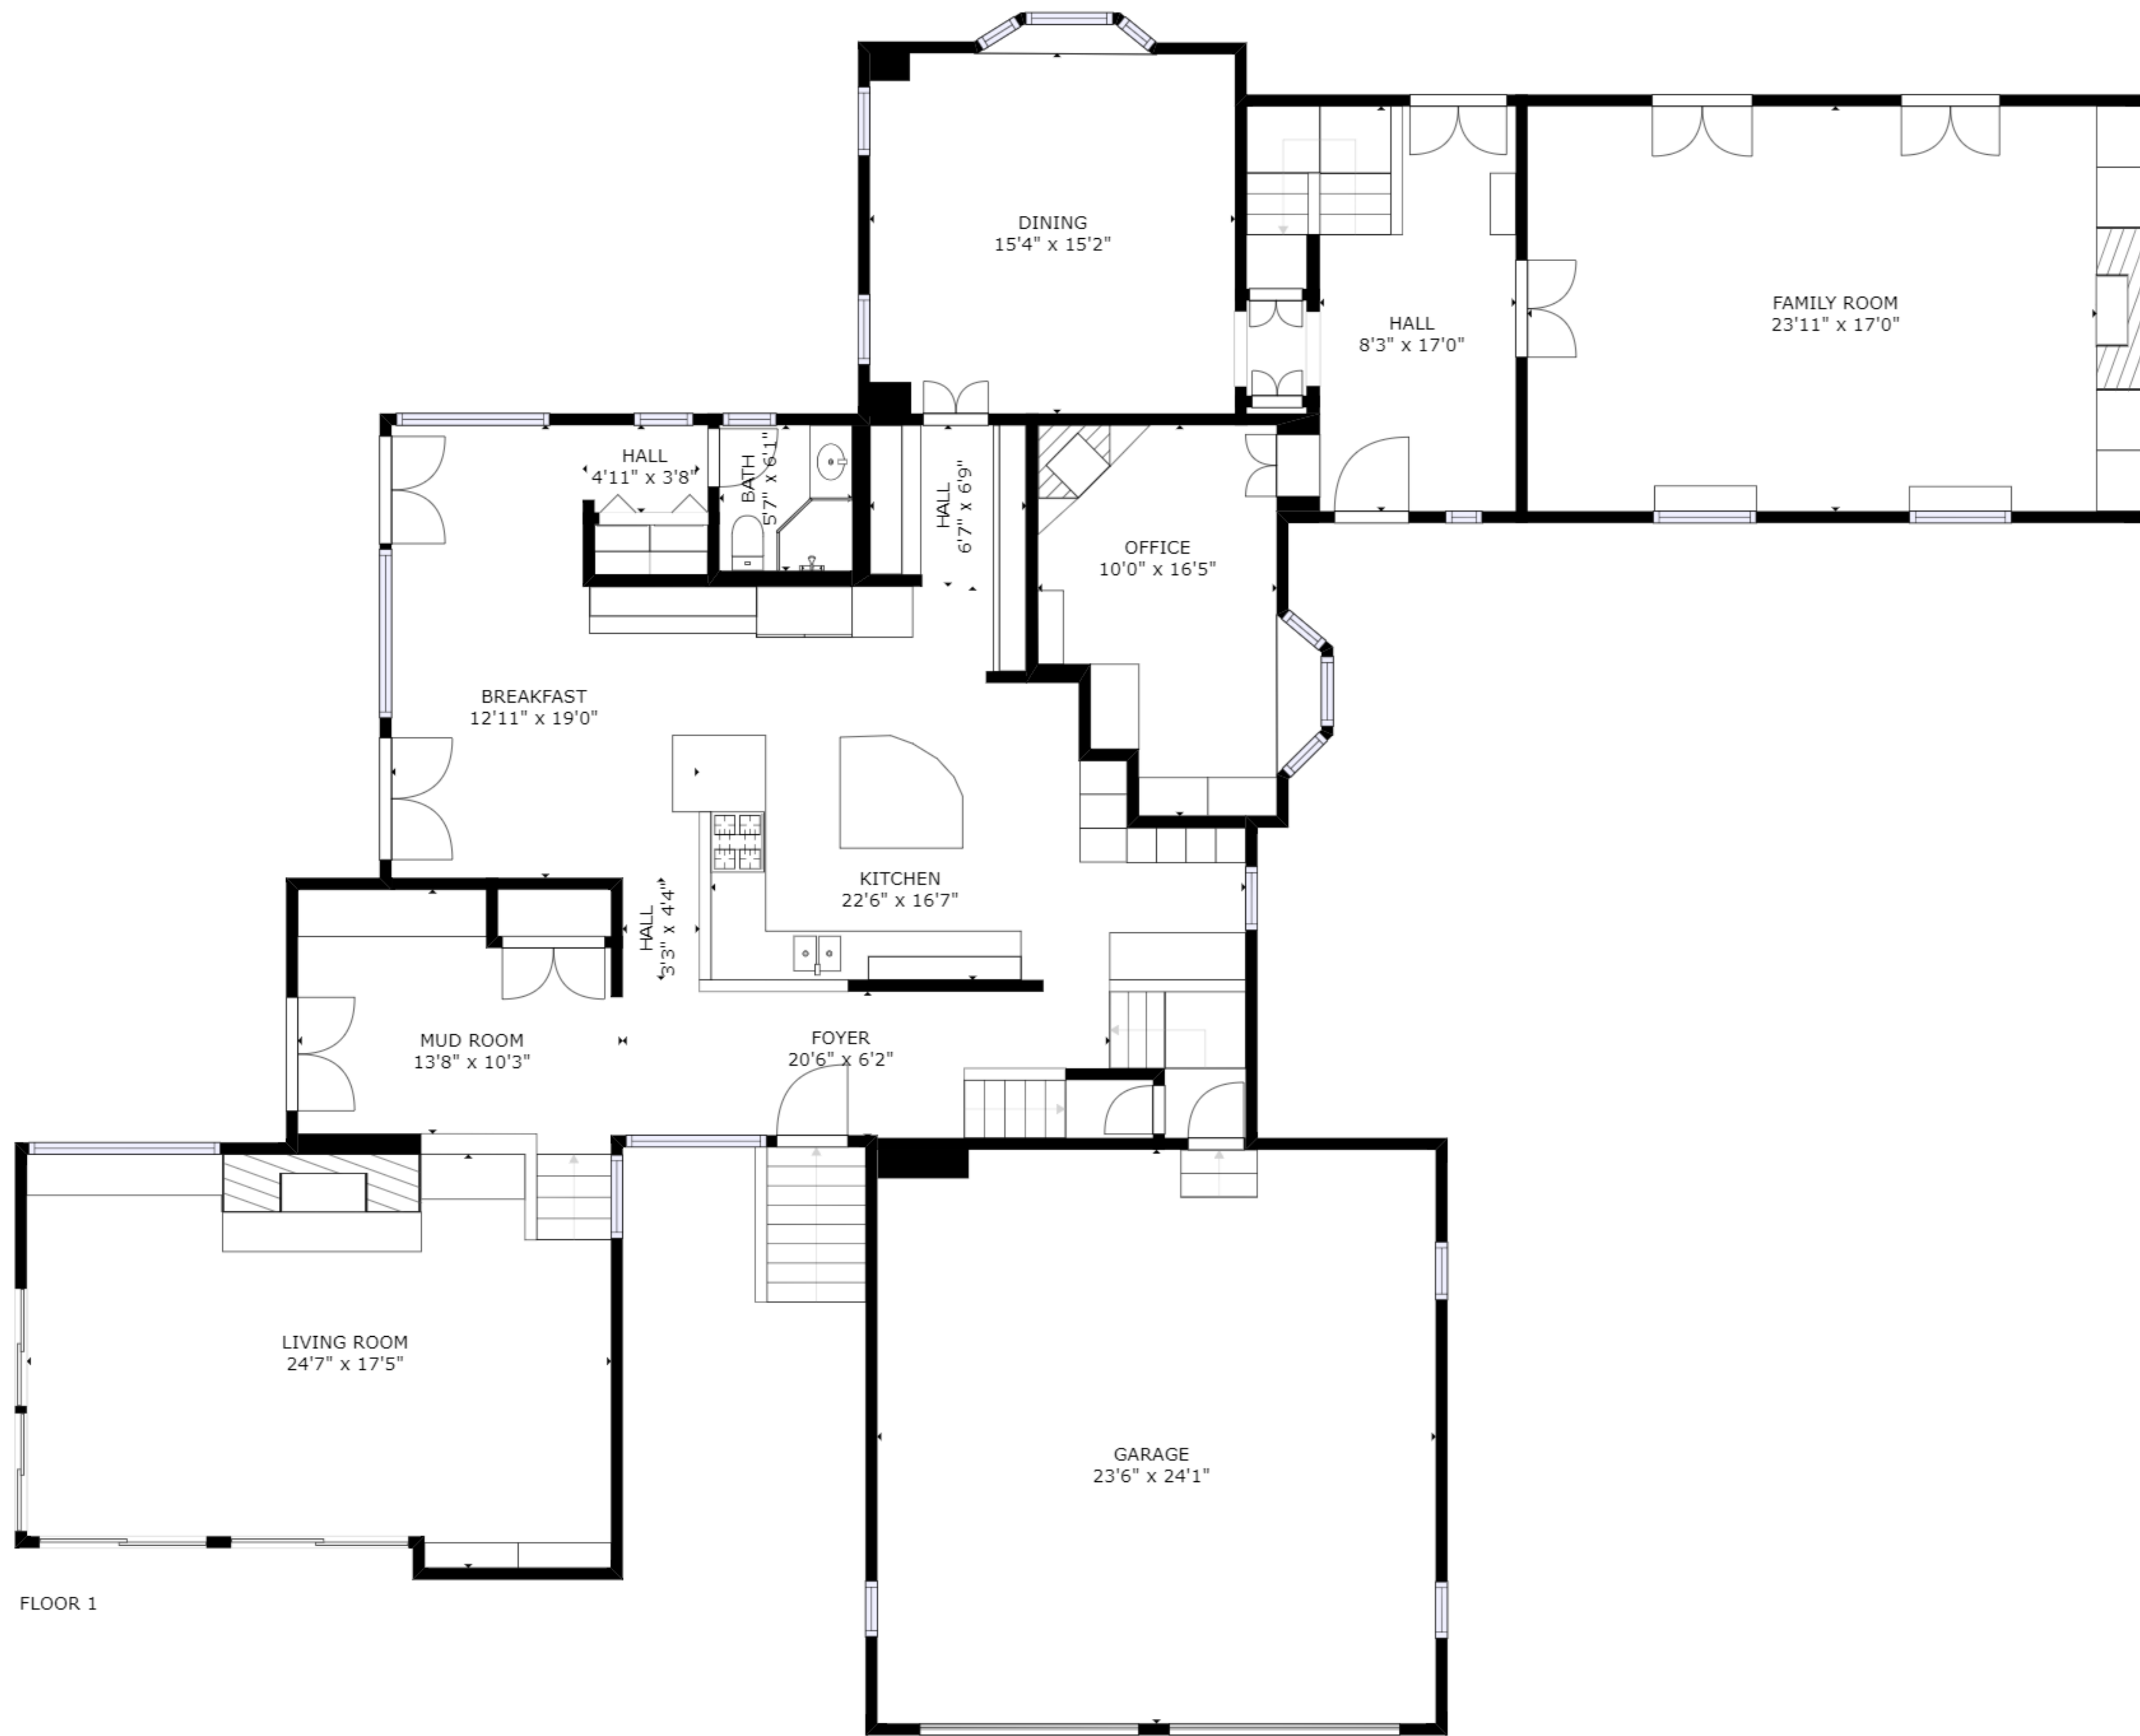 DINING
15'4" x 15'2"
FAMILY ROOM
23'11" x 17'0"
HALL
8'3" x 17'0"
HALL
4'11" x 3'8"
BATH
5'7" x 6'1"
HALL
6'7" x 6'9"
OFFICE
10'0" x 16'5"
BREAKFAST
12'11" x 19'0"
KITCHEN
22'6" x 16'7"
HALL
3'3" x 4'4"
MUD ROOM
13'8" x 10'3"
FOYER
20'6" x 6'2"
LIVING ROOM
24'7" x 17'5"
GARAGE
23'6" x 24'1"
FLOOR 1